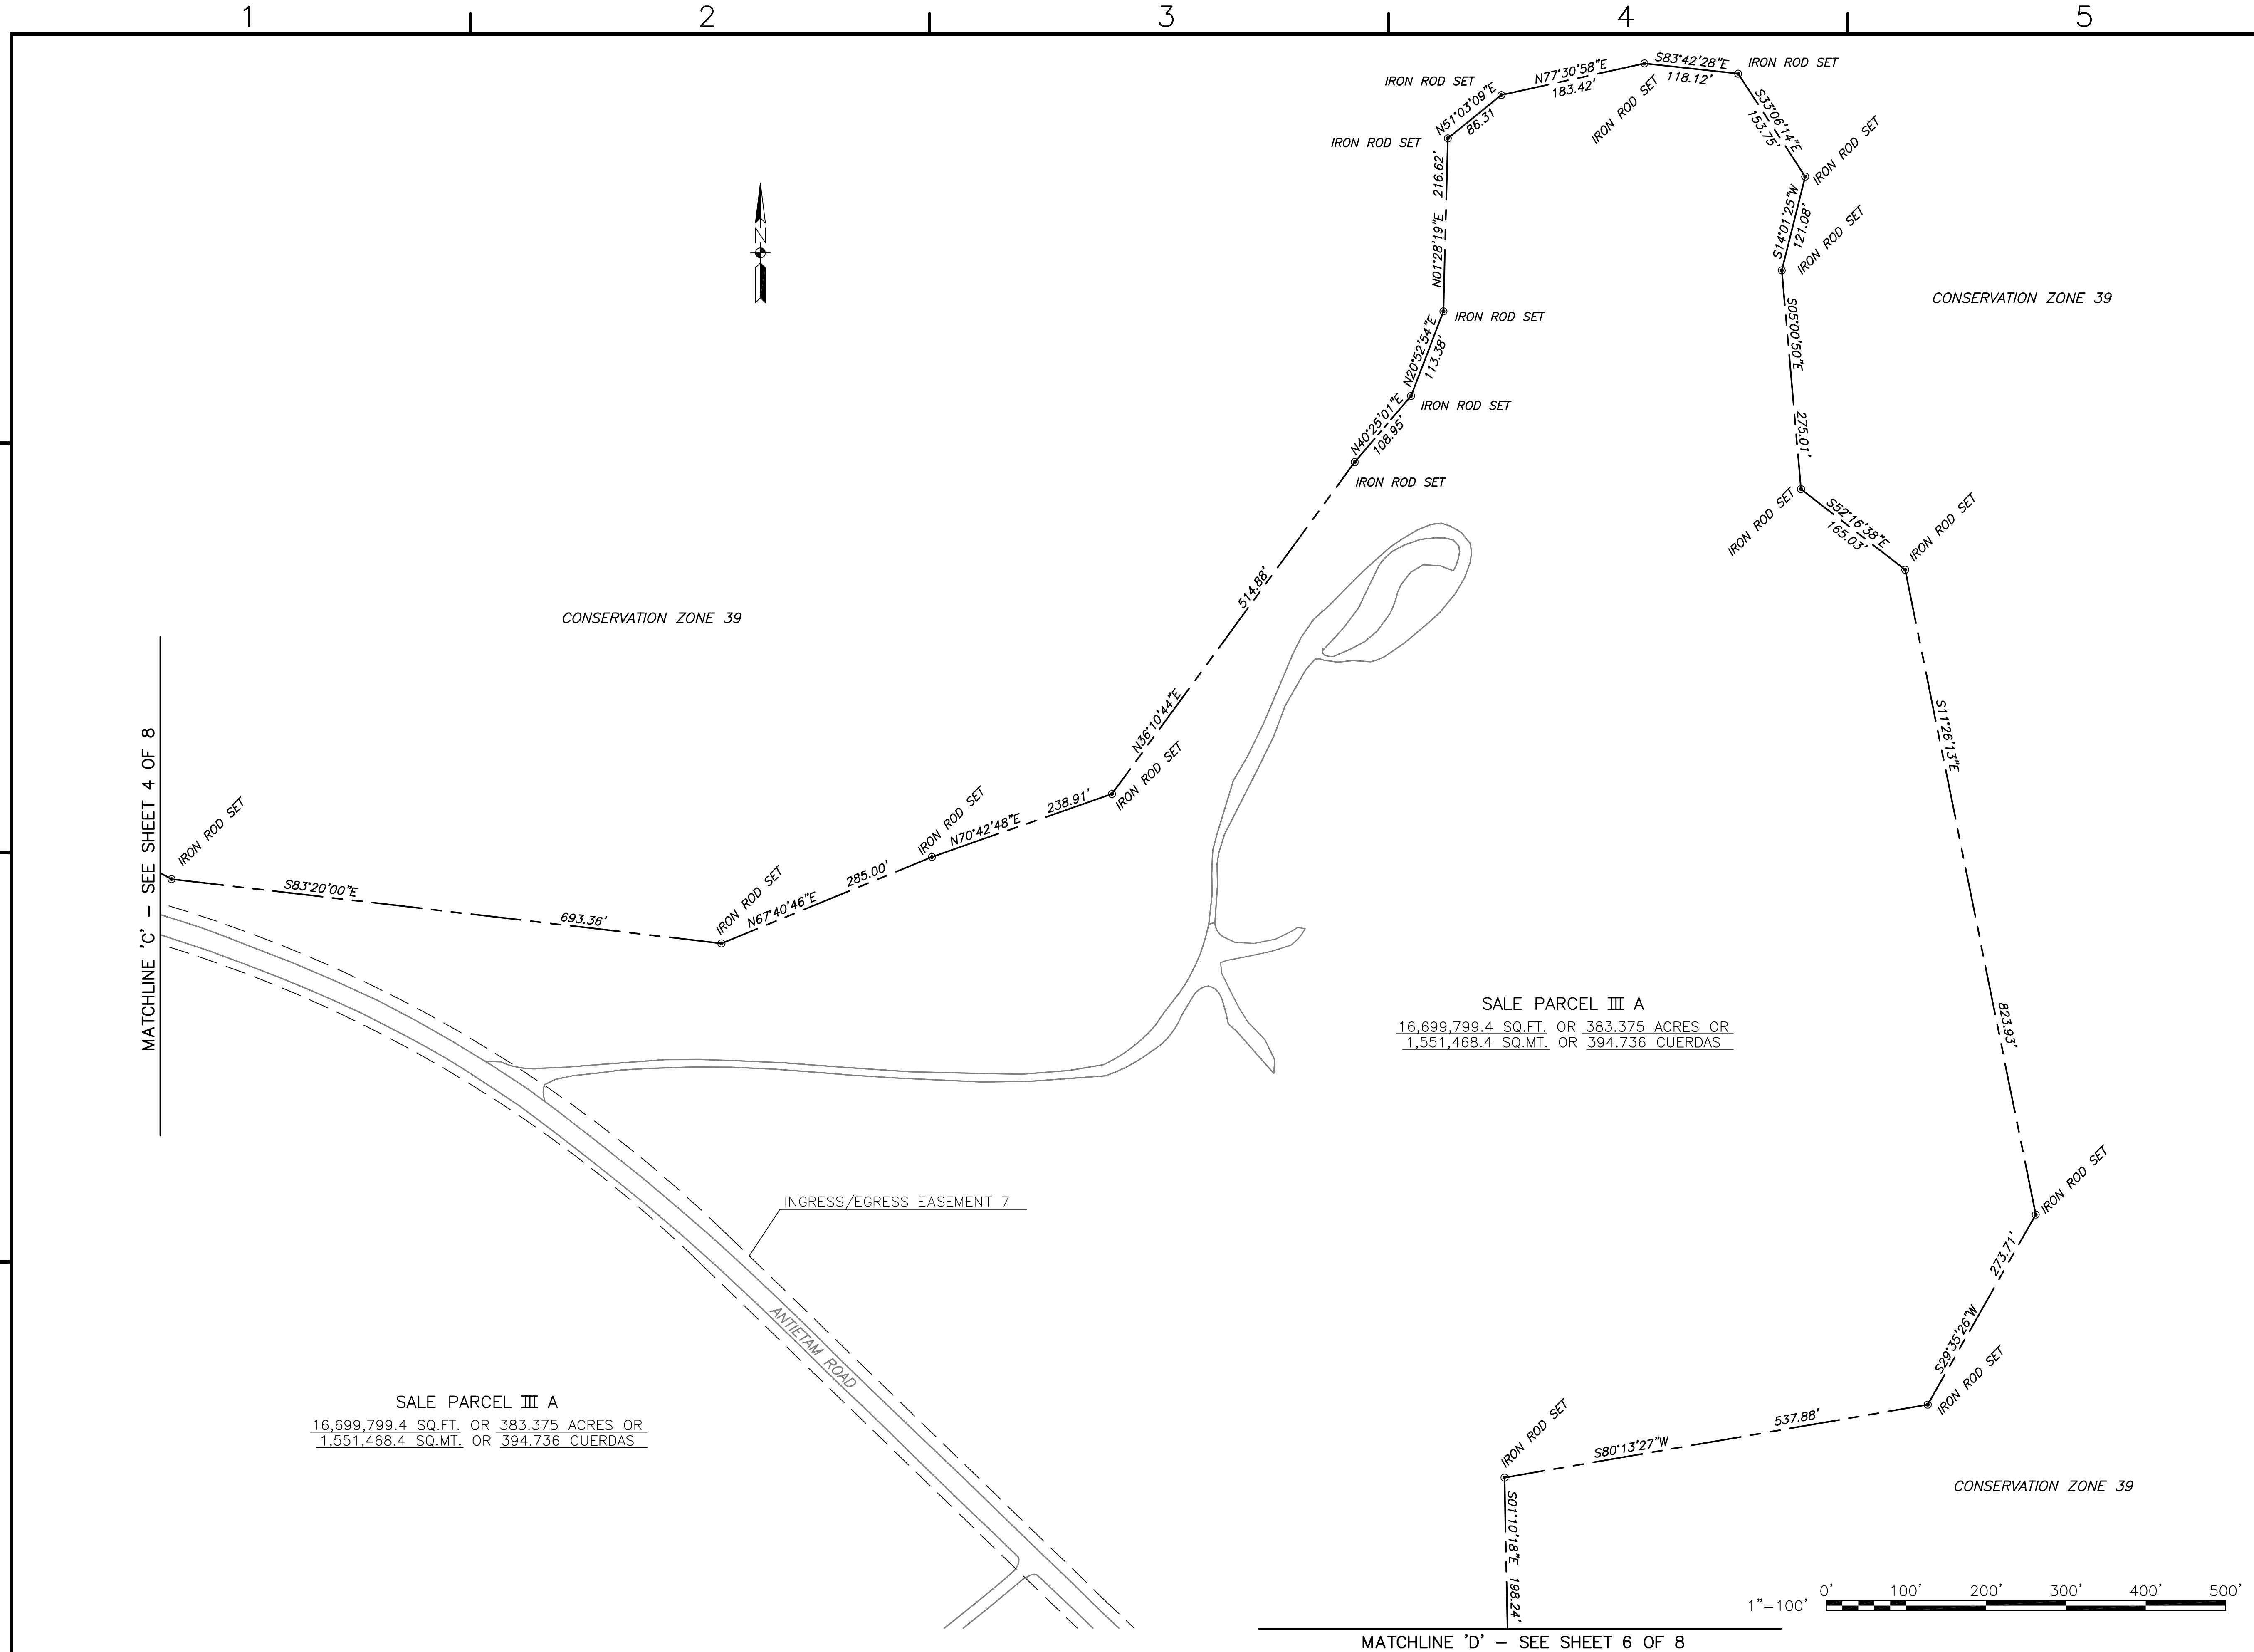 1
2
3
4
5
IRON ROD SET
N77°30'58"E
183.42'
S83°42'28"E
118.12'
IRON ROD SET
IRON ROD SET
N51°03'09"E
86.31
IRON ROD SET
S33°06'14"E
153.75'
IRON ROD SET
N01°28'19"E 216.62'
S14°01'25"W
121.08'
IRON ROD SET
N
CONSERVATION ZONE 39
IRON ROD SET
N20°52'54"E
113.38'
S05°00'50"E
275.01'
IRON ROD SET
N40°25'01"E
108.95'
IRON ROD SET
IRON ROD SET
S52°16'38"E
165.03'
IRON ROD SET
514.88'
N36°10'44"E
CONSERVATION ZONE 39
S11°26'13"E
823.93'
MATCHLINE 'C' - SEE SHEET 4 OF 8
IRON ROD SET
S83°20'00"E
693.36'
IRON ROD SET
N67°40'46"E
285.00'
IRON ROD SET
N70°42'48"E
238.91'
IRON ROD SET
SALE PARCEL III A
16,699,799.4 SQ.FT. OR 383.375 ACRES OR
1,551,468.4 SQ.MT. OR 394.736 CUERDAS
IRON ROD SET
INGRESS/EGRESS EASEMENT 7
273.71'
S29°35'26"W
ANTIETAM ROAD
IRON ROD SET
SALE PARCEL III A
16,699,799.4 SQ.FT. OR 383.375 ACRES OR
1,551,468.4 SQ.MT. OR 394.736 CUERDAS
IRON ROD SET
S80°13'27"W
537.88'
CONSERVATION ZONE 39
S01°10'18"E 198.24'
0' 100' 200' 300' 400' 500'
1"=100'
MATCHLINE 'D' - SEE SHEET 6 OF 8